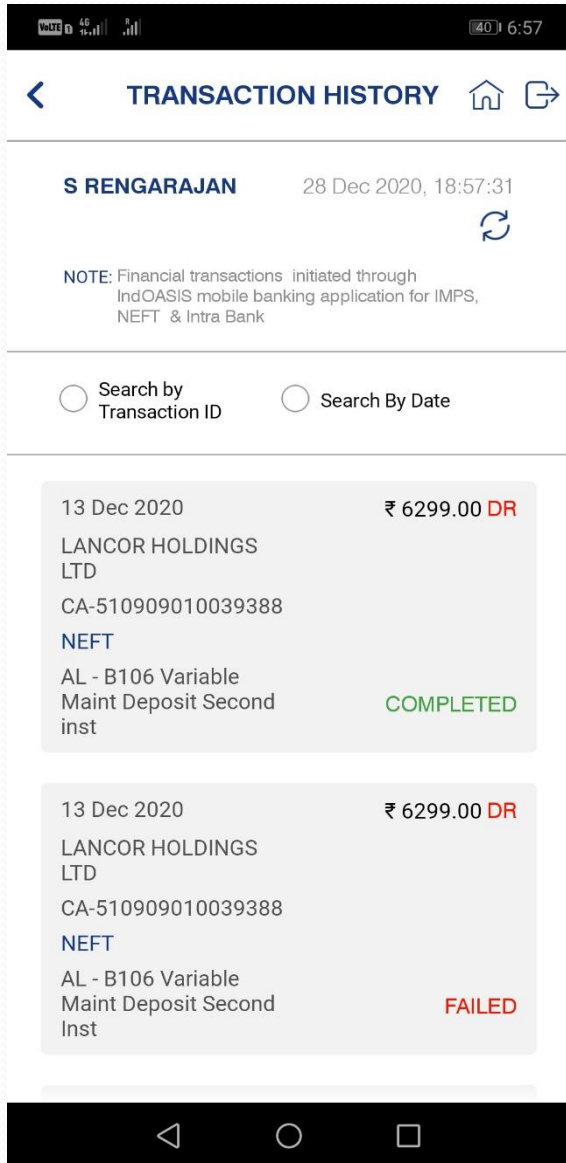 VoLTE 4G R 40 6:57
TRANSACTION HISTORY
S RENGARAJAN 28 Dec 2020, 18:57:31
NOTE: Financial transactions initiated through
IndOASIS mobile banking application for IMPS,
NEFT & Intra Bank
Search by
Transaction ID
Search By Date
13 Dec 2020 ₹ 6299.00 DR
LANCOR HOLDINGS
LTD
CA-510909010039388
NEFT
AL - B106 Variable
Maint Deposit Second
inst
COMPLETED
13 Dec 2020 ₹ 6299.00 DR
LANCOR HOLDINGS
LTD
CA-510909010039388
NEFT
AL - B106 Variable
Maint Deposit Second
Inst
FAILED